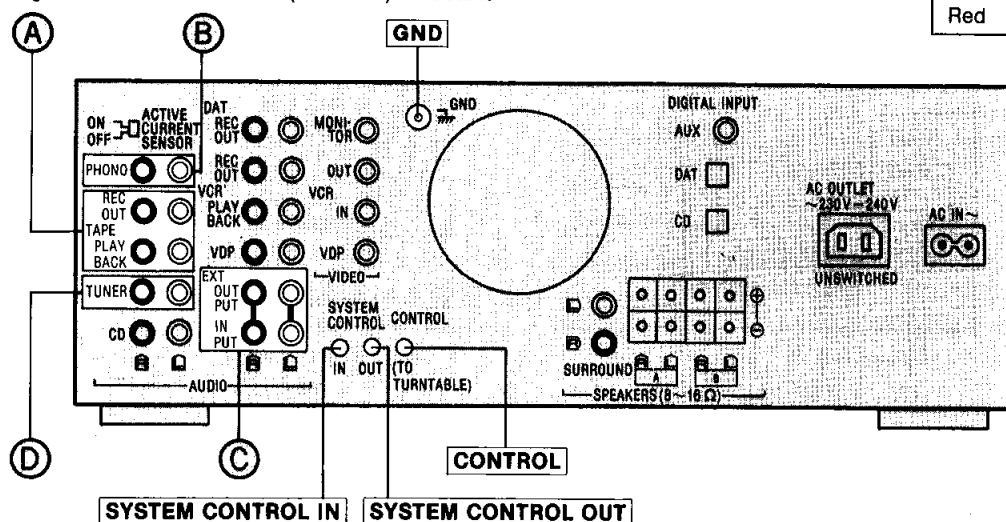 Red
A
B
GND
GND
ON
OFF
ACTIVE
CURRENT
SENSOR
DAT
REC
OUT
MONI-
TOR
PHONO
REC
OUT
OUT
VCR
VCR
REC
OUT
TAPE
PLAY
BACK
PLAY
BACK
IN
VDP
VDP
VIDEO
TUNER
EXT
OUT
PUT
IN
PUT
CD
R L
R L
AUDIO
SYSTEM
CONTROL
CONTROL
IN OUT
(TO
TURNTABLE)
DIGITAL INPUT
AUX
DAT
CD
AC OUTLET
~230V–240V
UNSWITCHED
AC IN ~
L
R
SURROUND
⊕
⊖
R L R L
A B
SPEAKERS (8~16 Ω)
D
C
CONTROL
SYSTEM CONTROL IN
SYSTEM CONTROL OUT